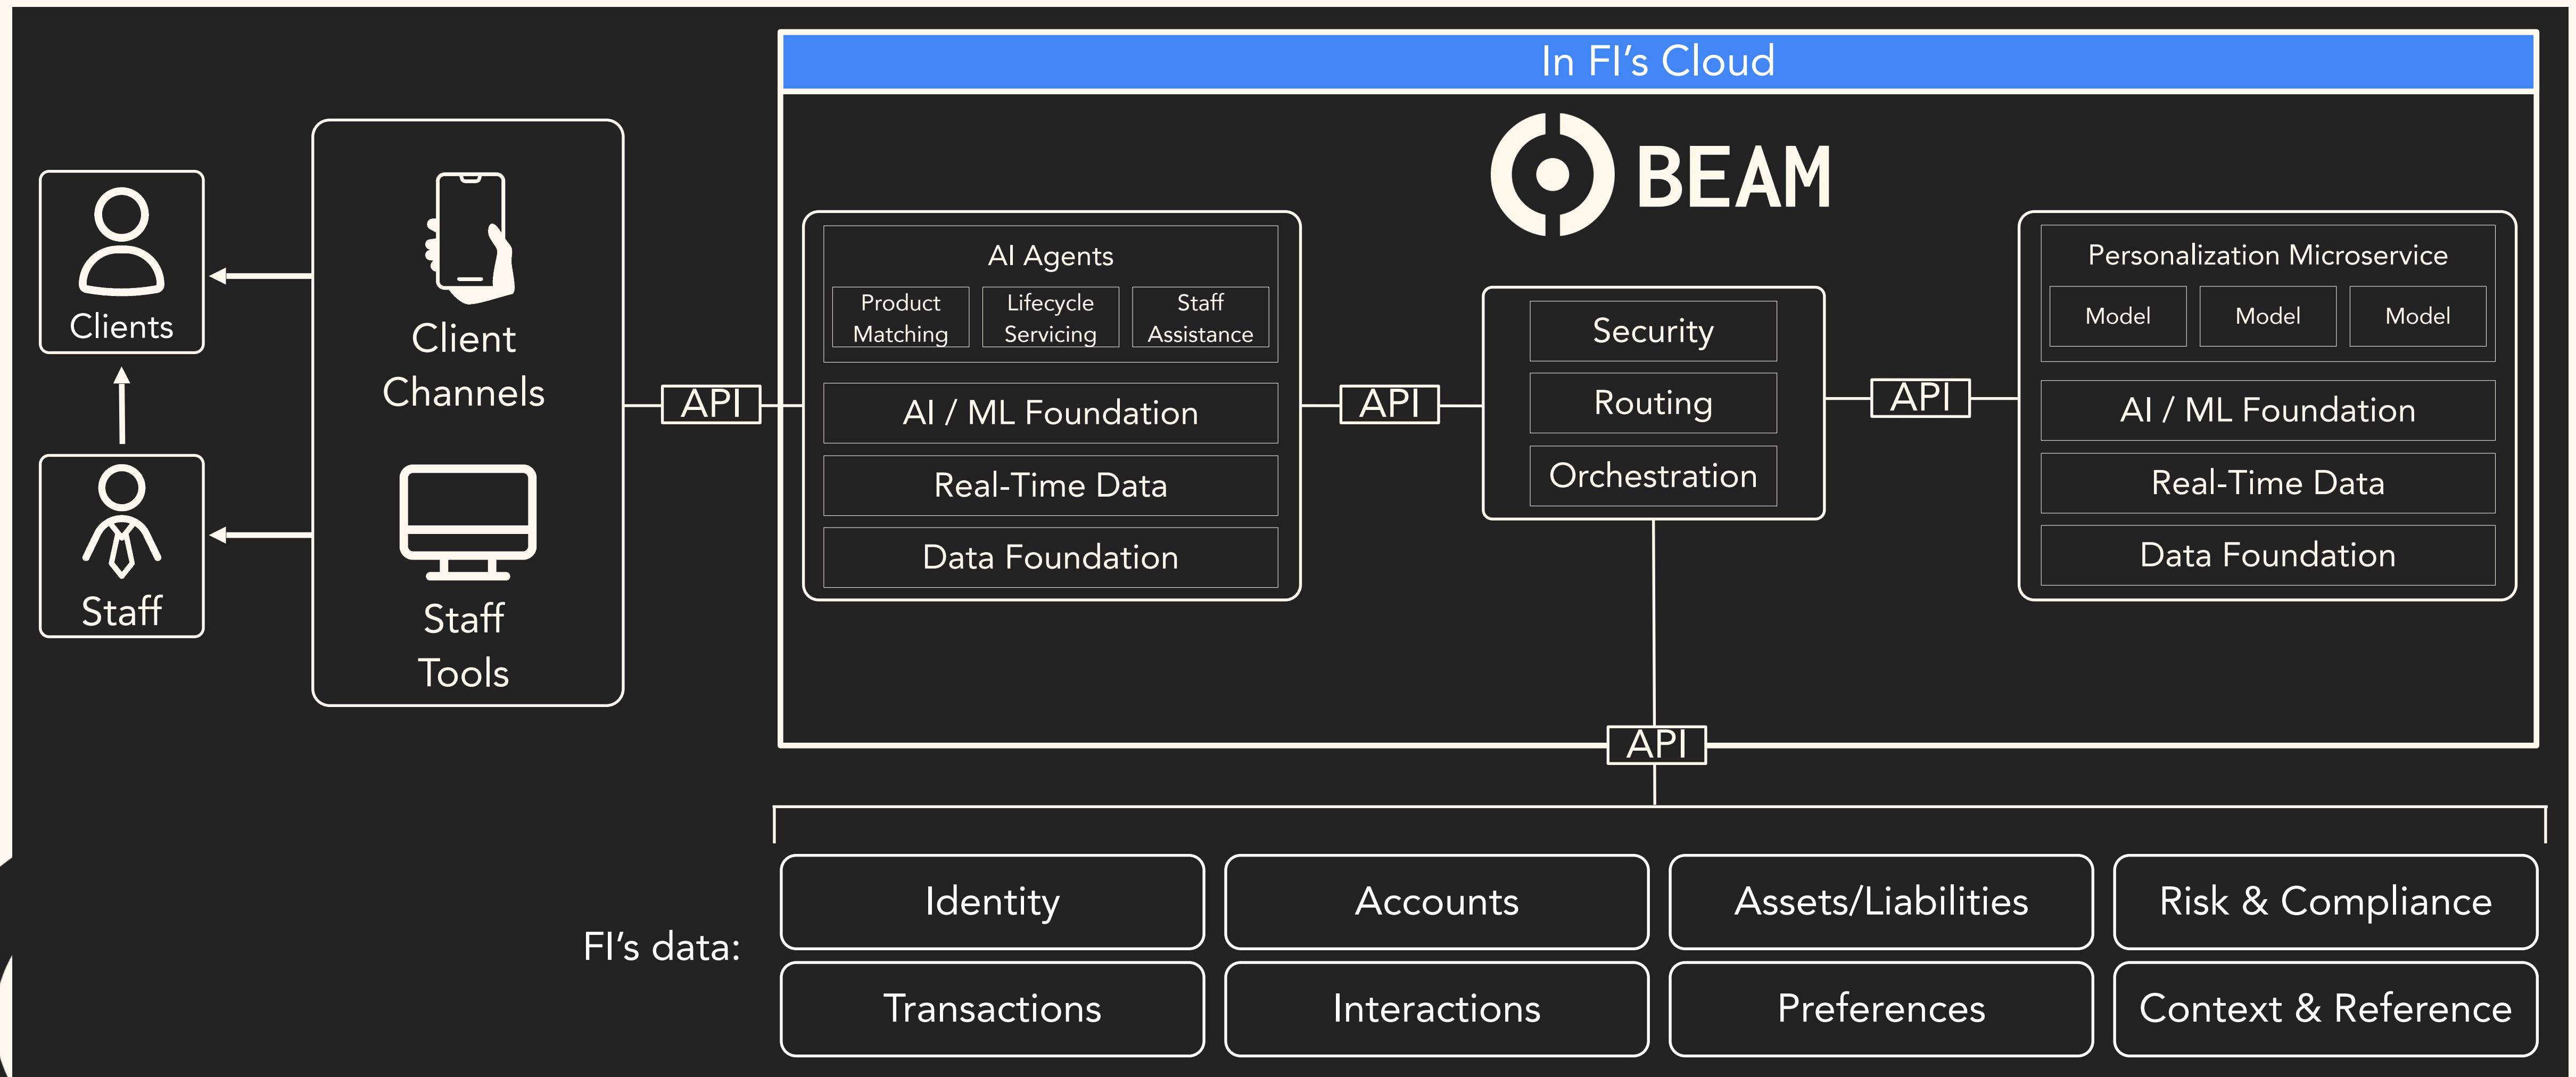 In FI’s Cloud
BEAM
Clients
Staff
Client
Channels
Staff
Tools
API
AI Agents
Product
Matching
Lifecycle
Servicing
Staff
Assistance
AI / ML Foundation
Real-Time Data
Data Foundation
API
Security
Routing
Orchestration
API
Personalization Microservice
Model
Model
Model
AI / ML Foundation
Real-Time Data
Data Foundation
API
FI’s data:
Identity
Accounts
Assets/Liabilities
Risk & Compliance
Transactions
Interactions
Preferences
Context & Reference